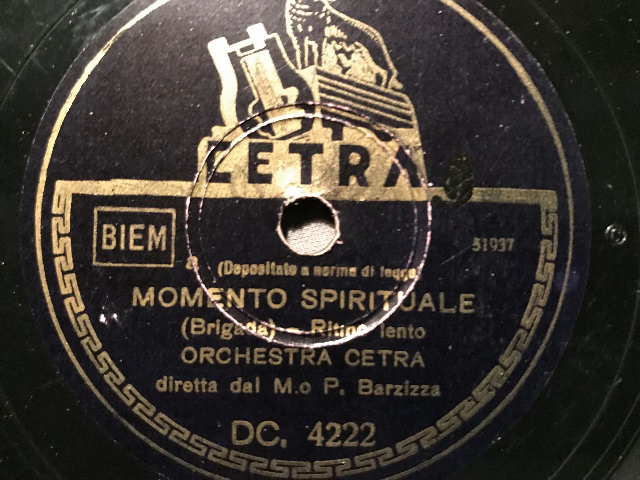 CETRA
BIEM
51937
(Depositato a norma di legge
MOMENTO SPIRITUALE
(Brigada) - Ritmo lento
ORCHESTRA CETRA
diretta dal M.o P. Barzizza
DC. 4222